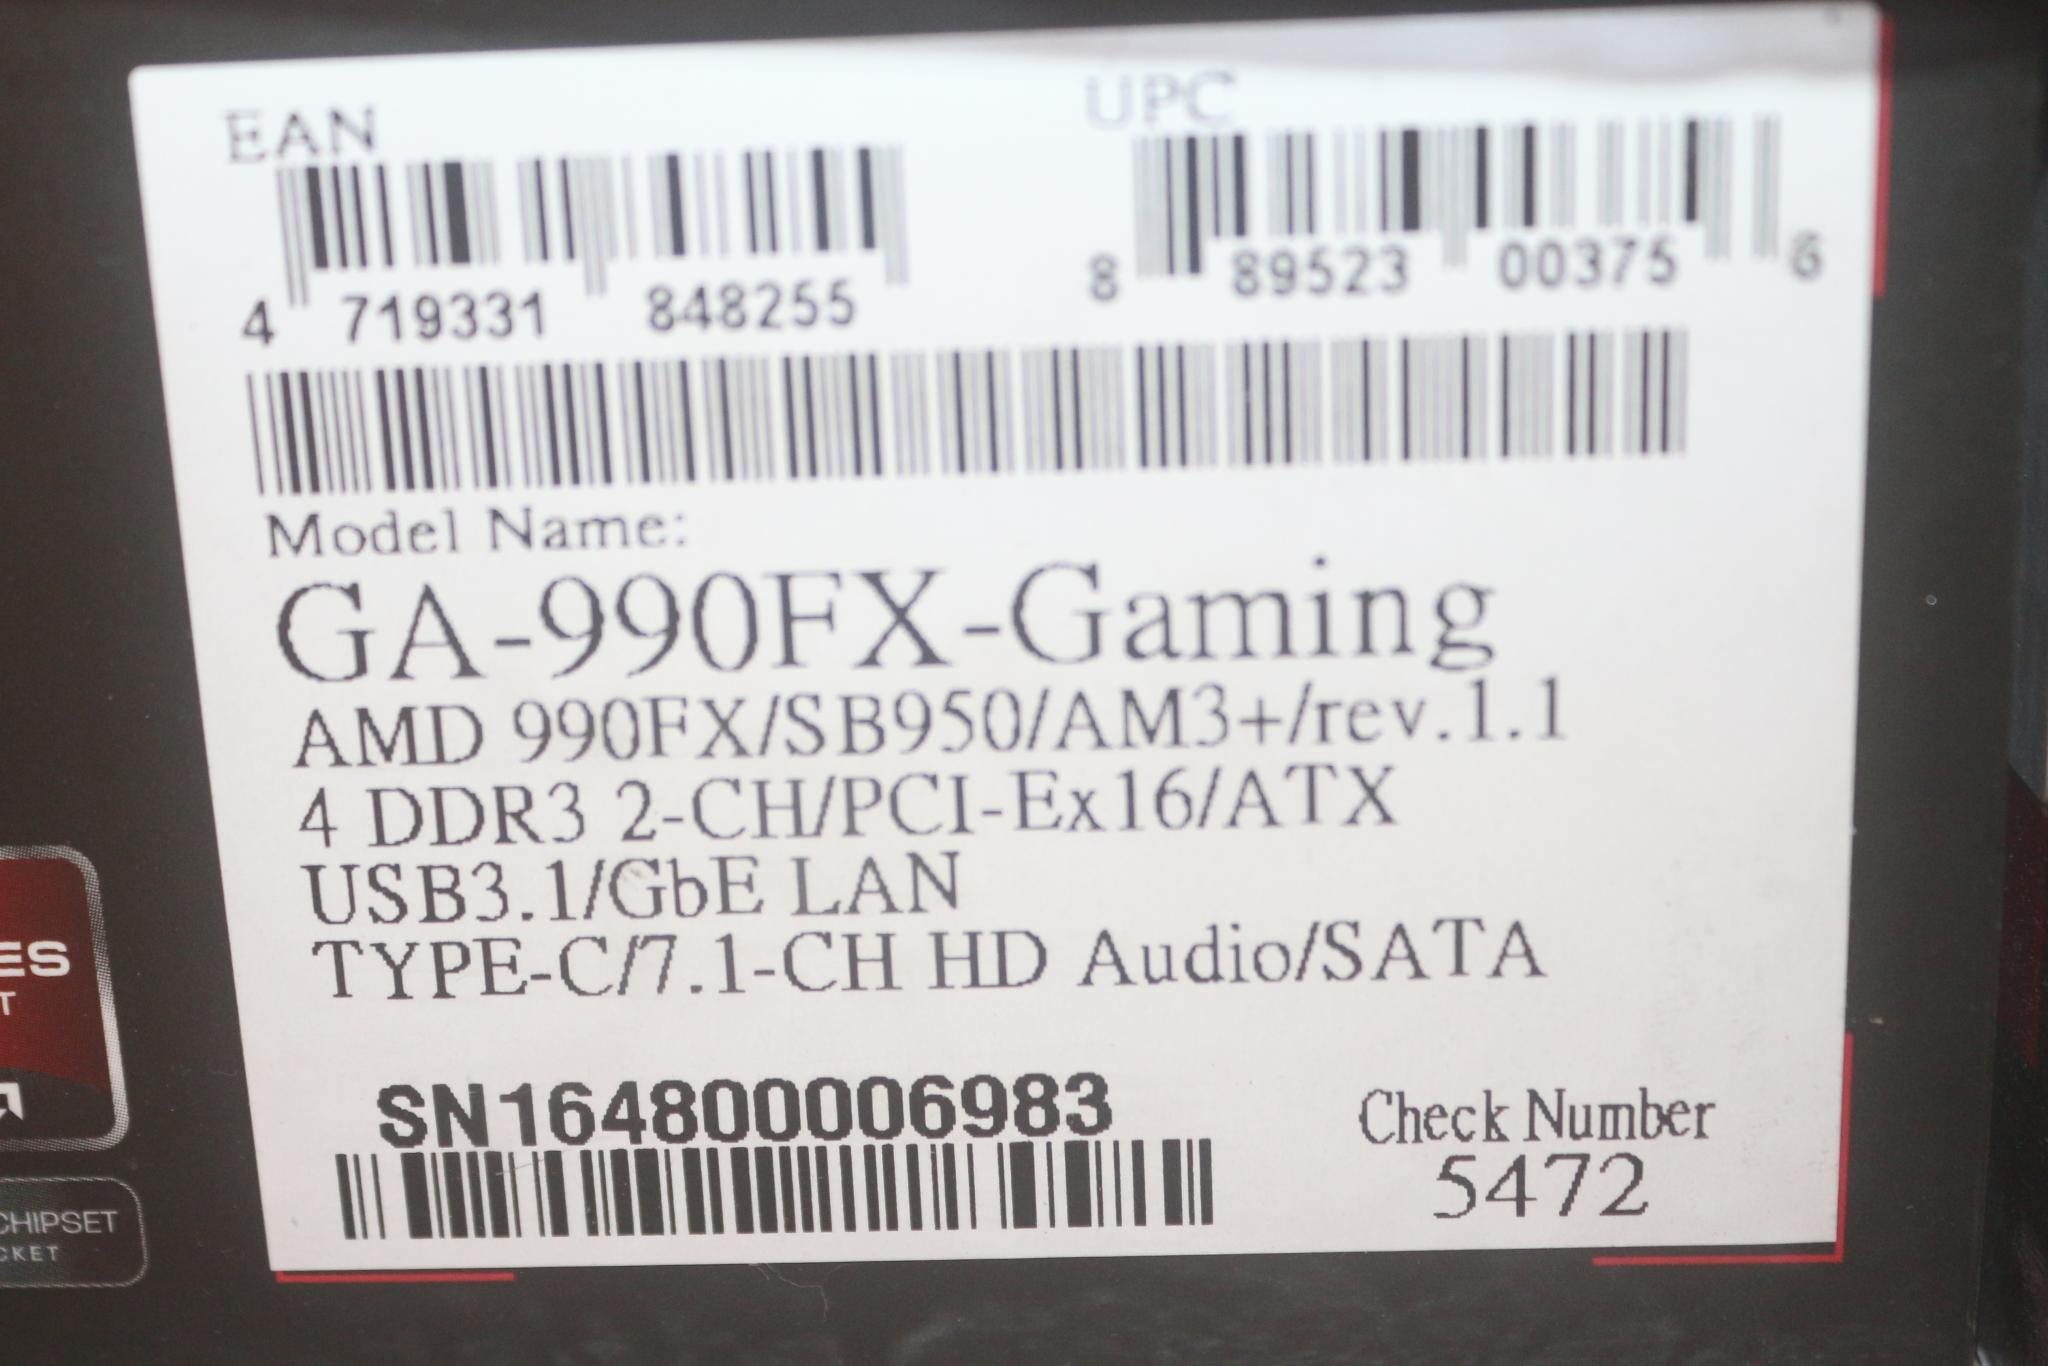 EAN UPC
4 719331 848255 8 89523 00375 6
Model Name:
GA-990FX-Gaming
AMD 990FX/SB950/AM3+/rev.1.1
4 DDR3 2-CH/PCI-Ex16/ATX
USB3.1/GbE LAN
TYPE-C/7.1-CH HD Audio/SATA
SN164800006983
Check Number
5472
ES
T
CHIPSET
CKET